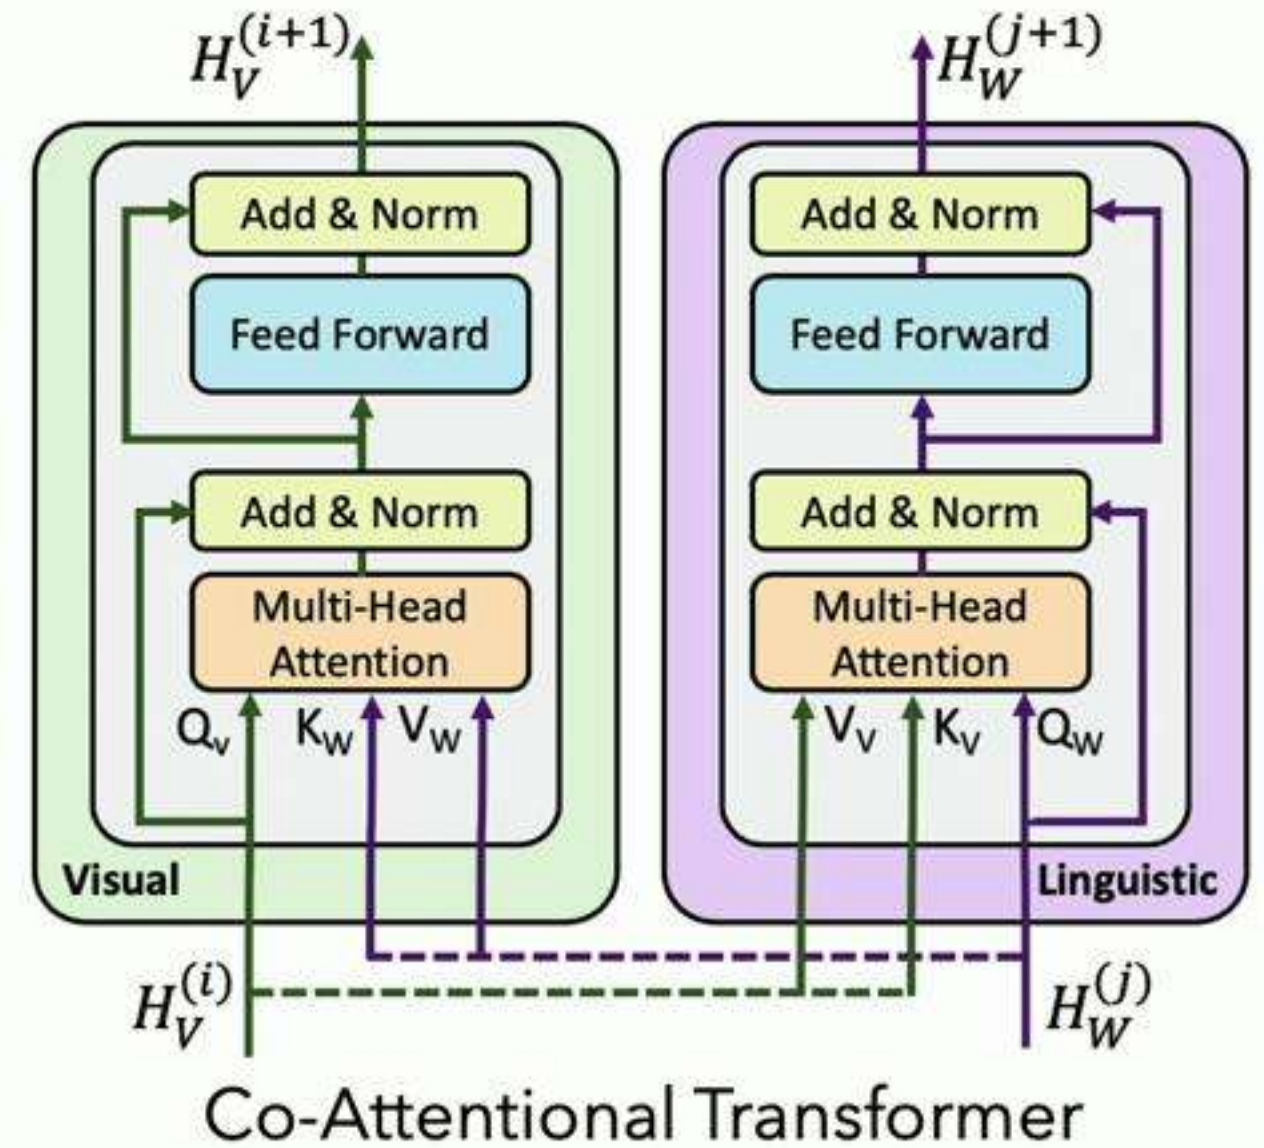 H_V^{(i+1)}
H_W^{(j+1)}
Add & Norm
Feed Forward
Add & Norm
Multi-Head
Attention
Q_v K_W V_W
Visual
H_V^{(i)}
Add & Norm
Feed Forward
Add & Norm
Multi-Head
Attention
V_V K_V Q_W
Linguistic
H_W^{(j)}
Co-Attentional Transformer